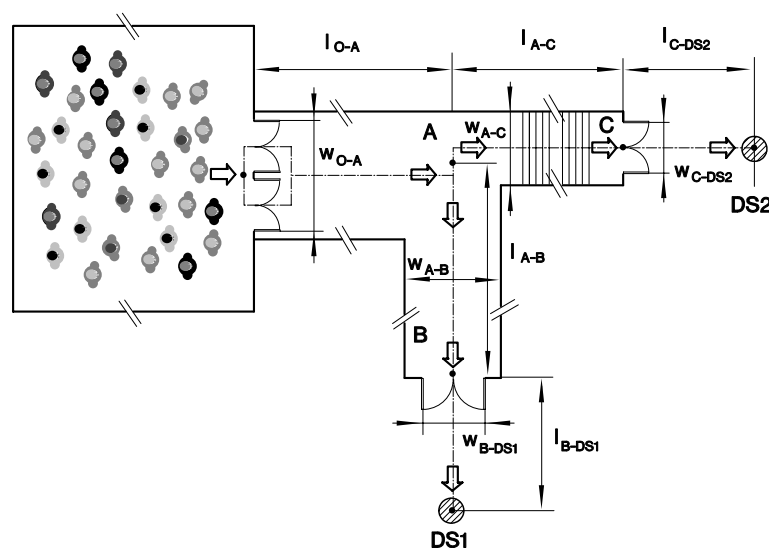 l O-A
l A-C
l C-DS2
A
w A-C
C
w O-A
w C-DS2
DS2
w A-B
l A-B
B
w B-DS1
l B-DS1
DS1